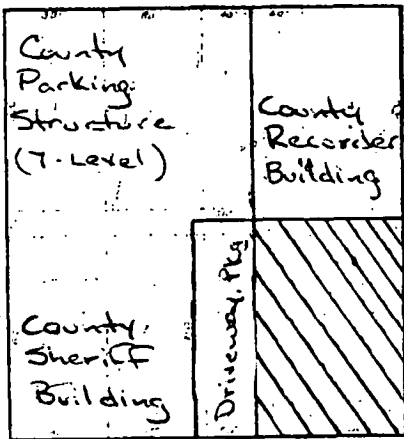 County
Parking
Structure
(7-Level)
County
Recorder
Building
County
Sheriff
Building
Driveway, Pkg